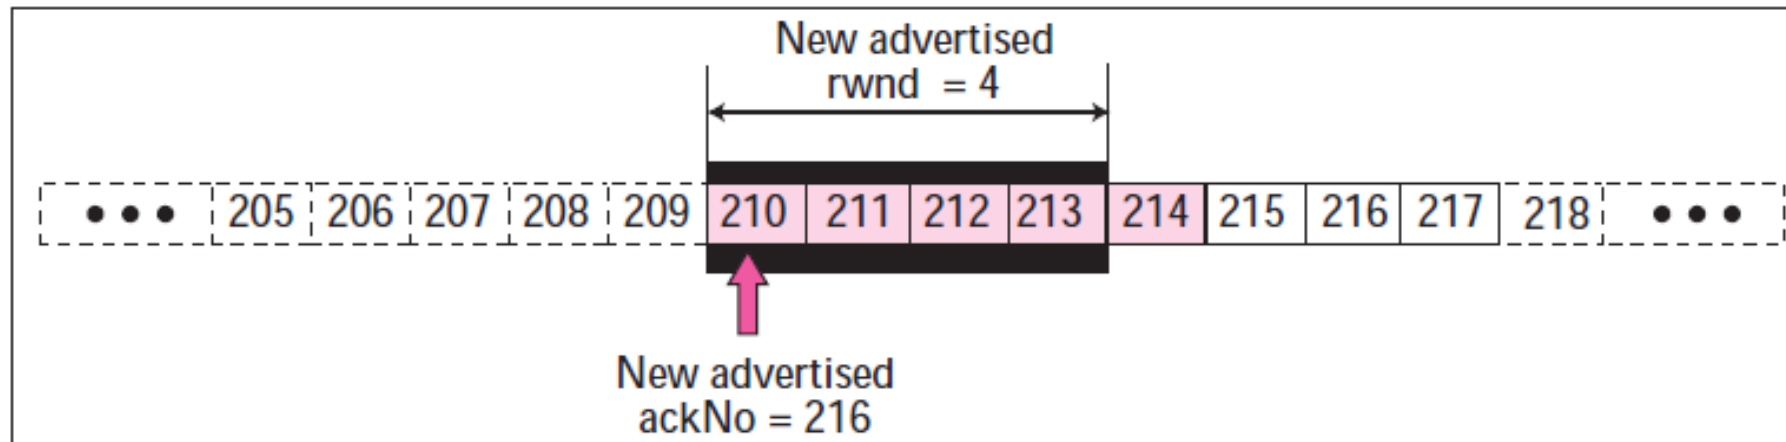 New advertised
rwnd = 4
• • • 205 206 207 208 209 210 211 212 213 214 215 216 217 218 • • •
New advertised
ackNo = 216